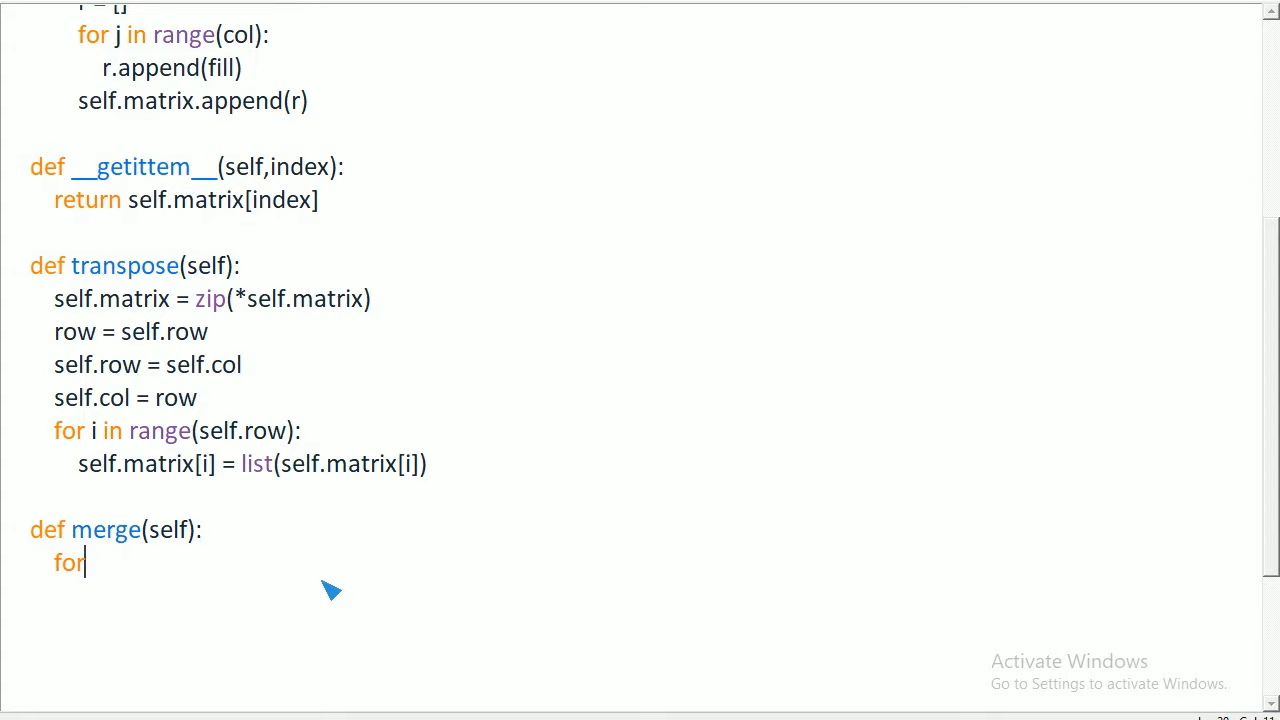 for j in range(col):
r.append(fill)
self.matrix.append(r)
def __getittem__(self,index):
return self.matrix[index]
def transpose(self):
self.matrix = zip(*self.matrix)
row = self.row
self.row = self.col
self.col = row
for i in range(self.row):
self.matrix[i] = list(self.matrix[i])
def merge(self):
for
Activate Windows
Go to Settings to activate Windows.